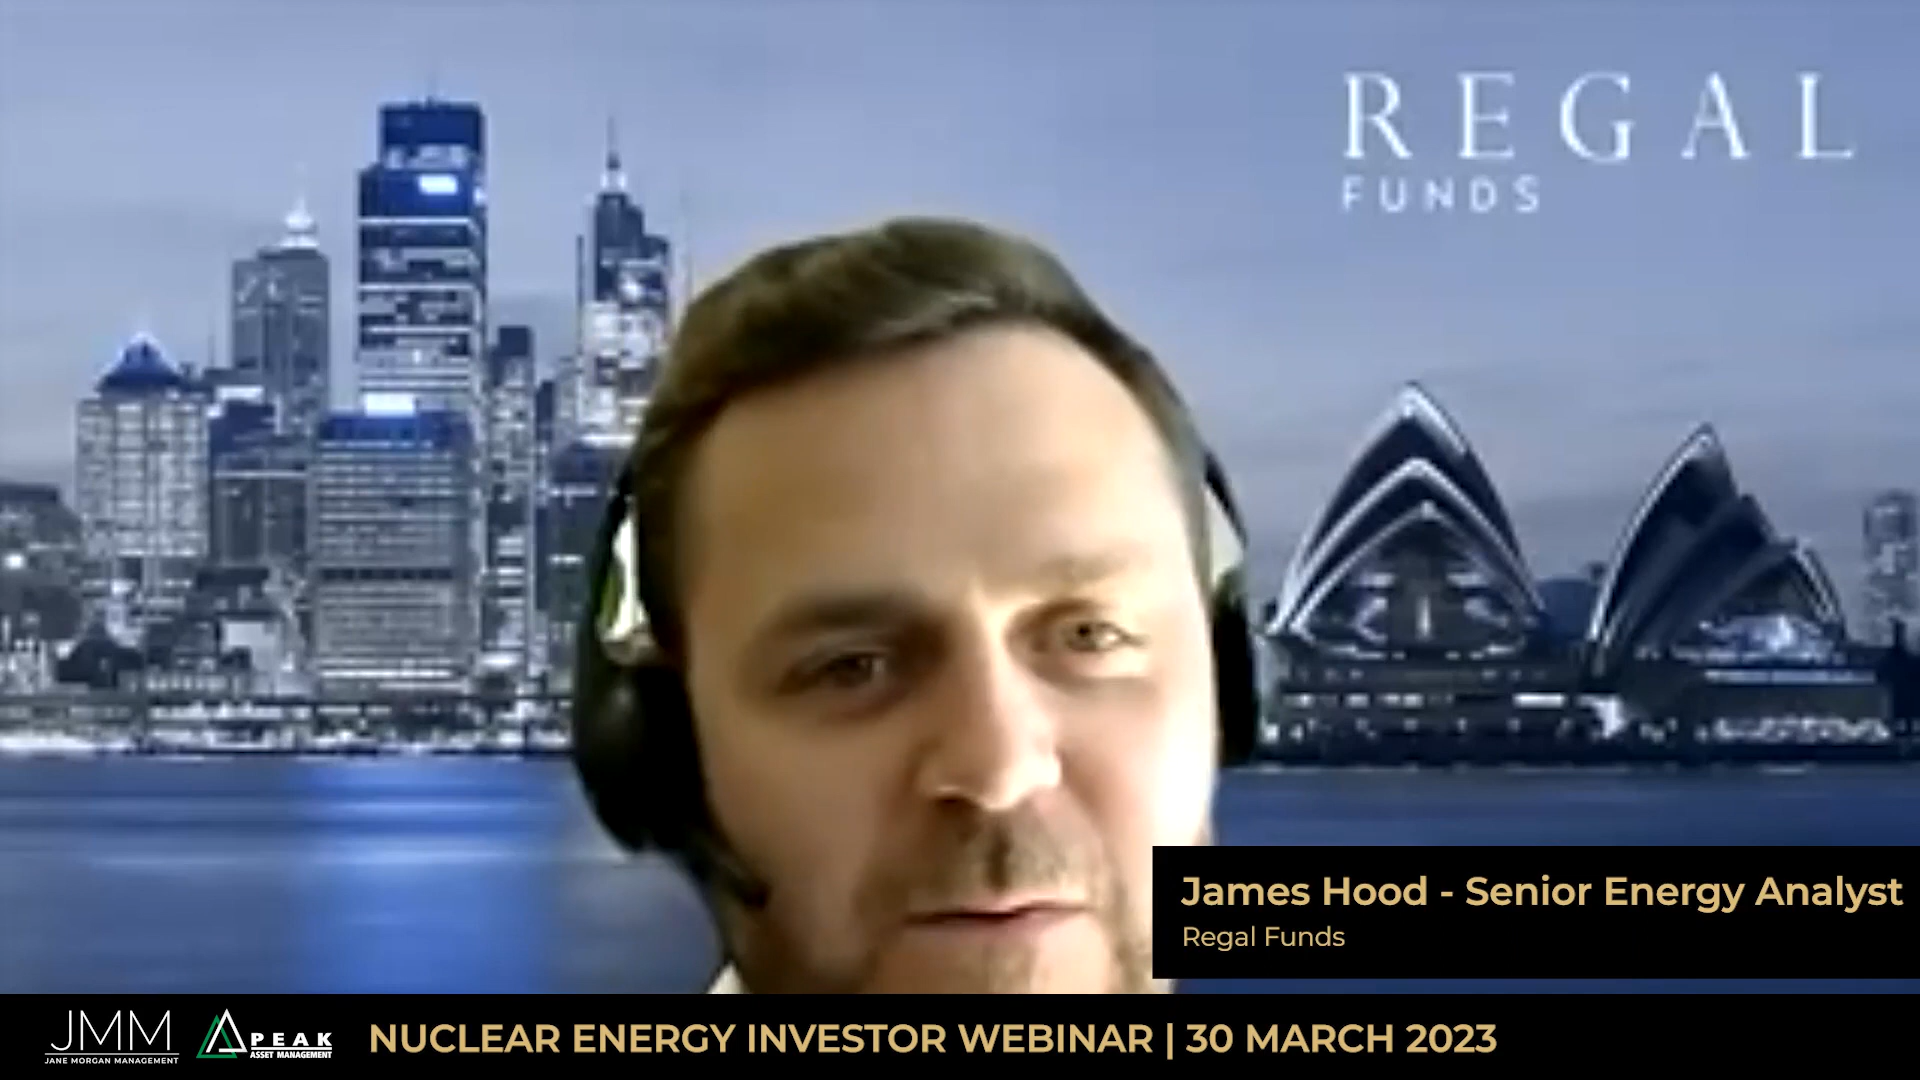 REGAL
FUNDS
James Hood - Senior Energy Analyst
Regal Funds
JMM
JANE MORGAN MANAGEMENT
PEAK
ASSET MANAGEMENT
NUCLEAR ENERGY INVESTOR WEBINAR | 30 MARCH 2023